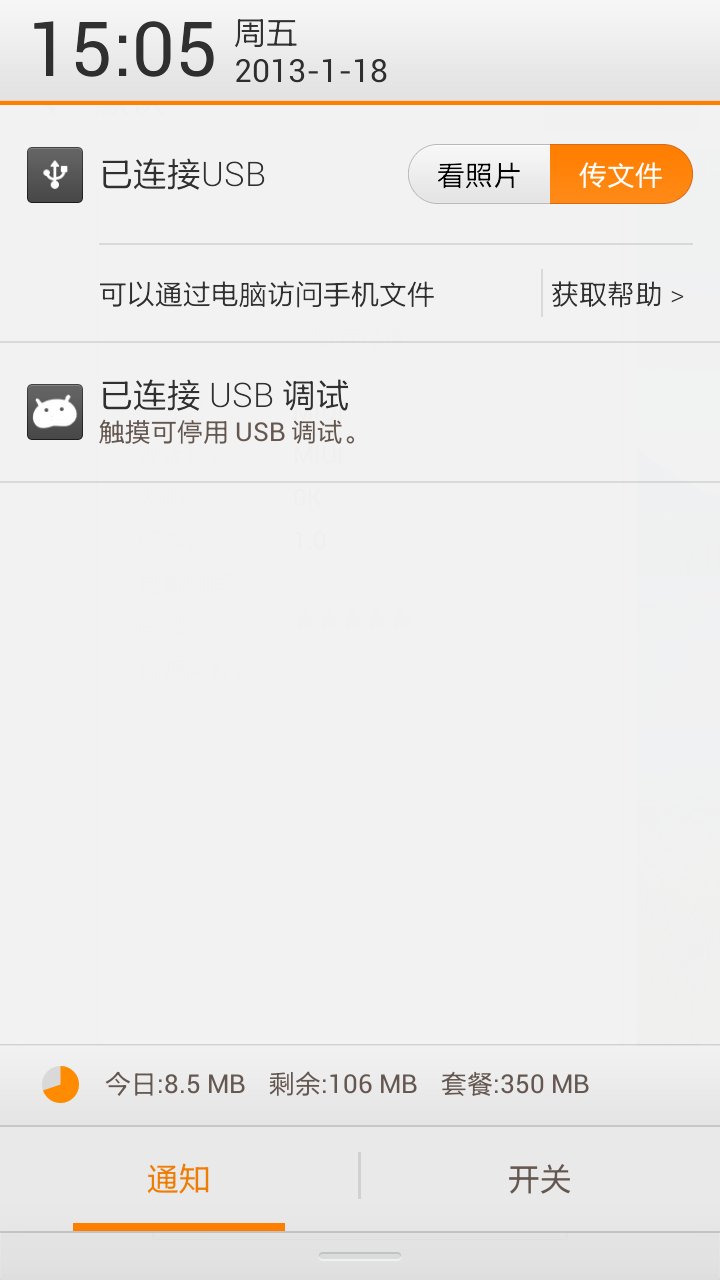 15:05
周五
2013-1-18
已连接USB
看照片
传文件
可以通过电脑访问手机文件
获取帮助 >
已连接 USB 调试
触摸可停用 USB 调试。
今日:8.5 MB 剩余:106 MB 套餐:350 MB
通知
开关